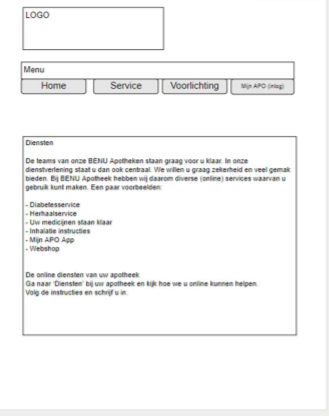 LOGO
Menu
Home
Service
Voorlichting
Mijn APO (inlog)
Diensten
De teams van onze BENU Apotheken staan graag voor u klaar. In onze
dienstverlening staat u dan ook centraal. We willen u graag zekerheid en veel gemak
bieden. Bij BENU Apotheek hebben wij daarom diverse (online) services waarvan u
gebruik kunt maken. Een paar voorbeelden:
- Diabetesservice
- Herhaalservice
- Uw medicijnen staan klaar
- Inhalatie instructies
- Mijn APO App
- Webshop
De online diensten van uw apotheek
Ga naar 'Diensten' bij uw apotheek en kijk hoe we u online kunnen helpen.
Volg de instructies en schrijf u in.